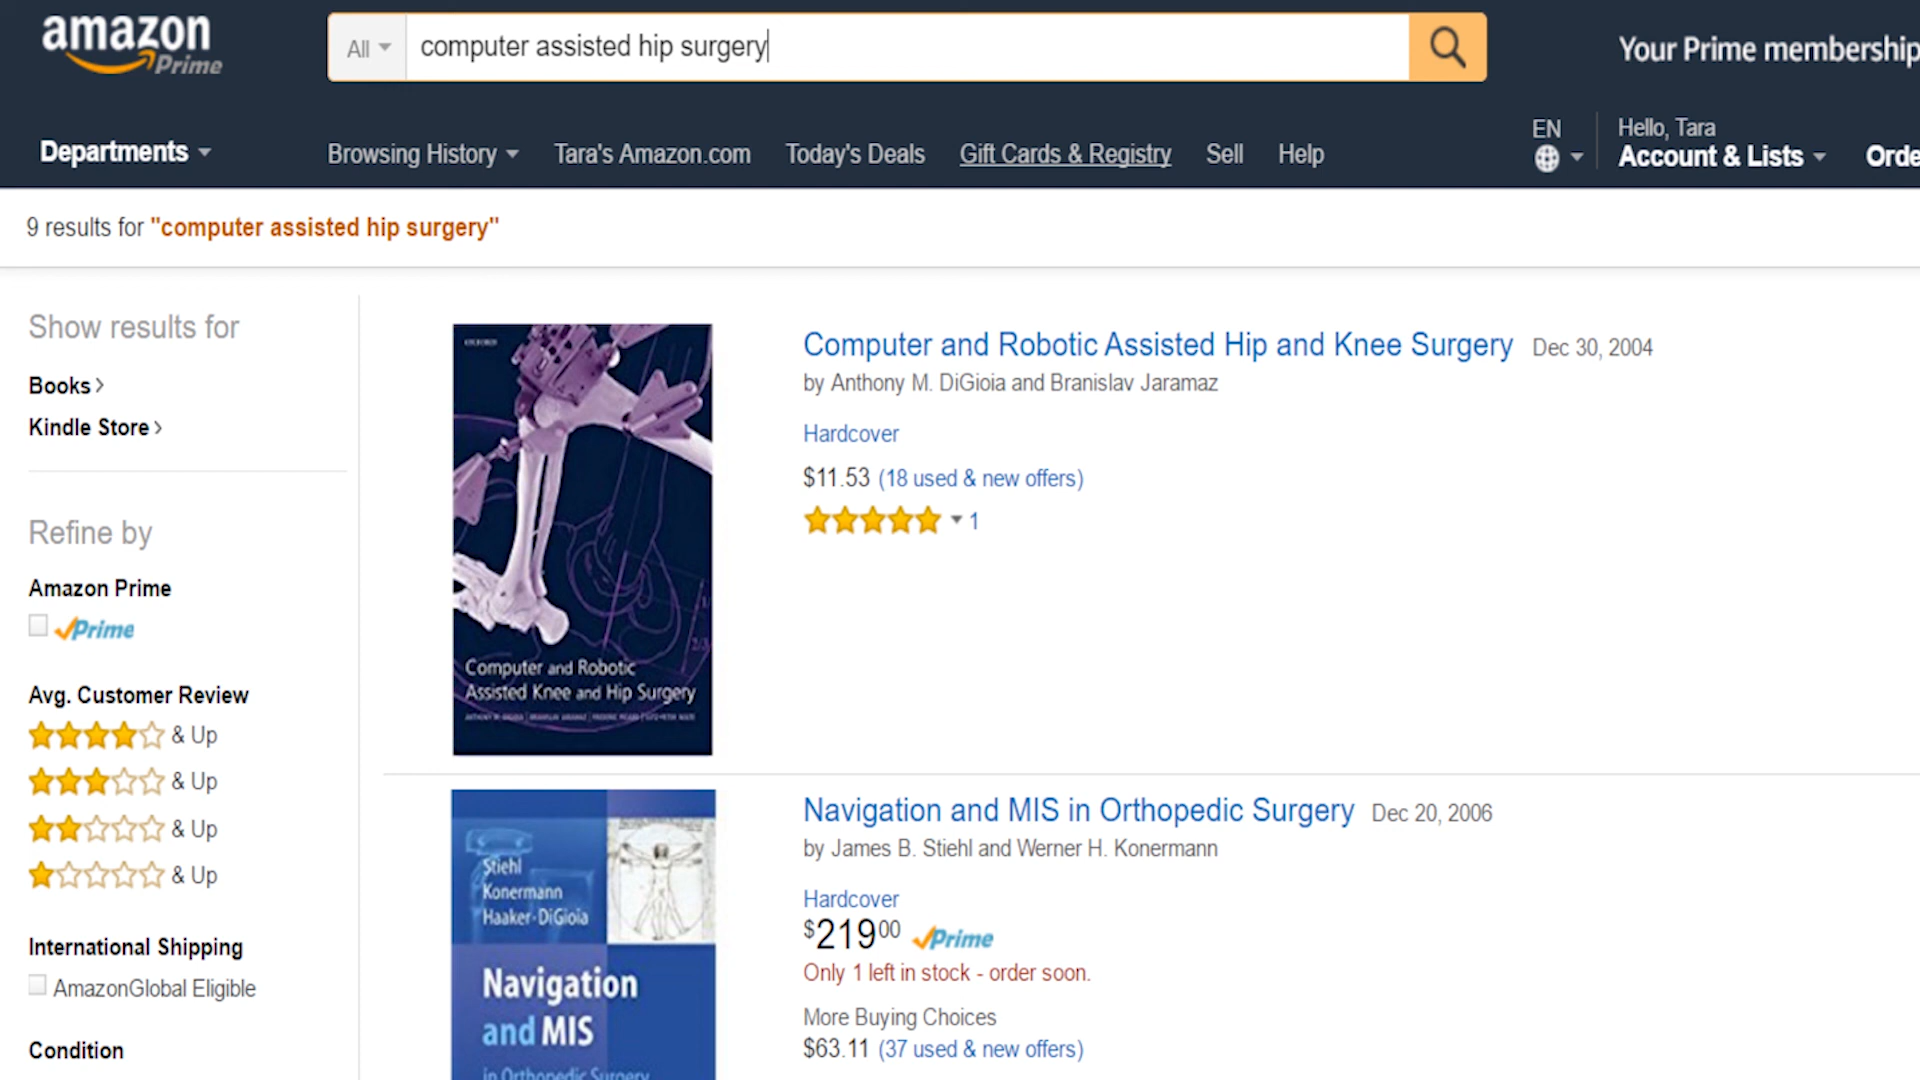 amazon
Prime
All
computer assisted hip surgery
Your Prime membership
Departments
Browsing History
Tara's Amazon.com
Today's Deals
Gift Cards & Registry
Sell
Help
EN
Hello, Tara
Account & Lists
Orde
9 results for "computer assisted hip surgery"
Show results for
Books
Kindle Store
Refine by
Amazon Prime
Prime
Avg. Customer Review
& Up
& Up
& Up
& Up
International Shipping
AmazonGlobal Eligible
Condition
OXFORD
Computer and Robotic
Assisted Knee and Hip Surgery
Computer and Robotic Assisted Hip and Knee Surgery Dec 30, 2004
by Anthony M. DiGioia and Branislav Jaramaz
Hardcover
$11.53 (18 used & new offers)
1
Stiehl
Konermann
Haaker·DiGioia
Navigation
and MIS
in Orthopedic Surgery
Navigation and MIS in Orthopedic Surgery Dec 20, 2006
by James B. Stiehl and Werner H. Konermann
Hardcover
$219 00 Prime
Only 1 left in stock - order soon.
More Buying Choices
$63.11 (37 used & new offers)